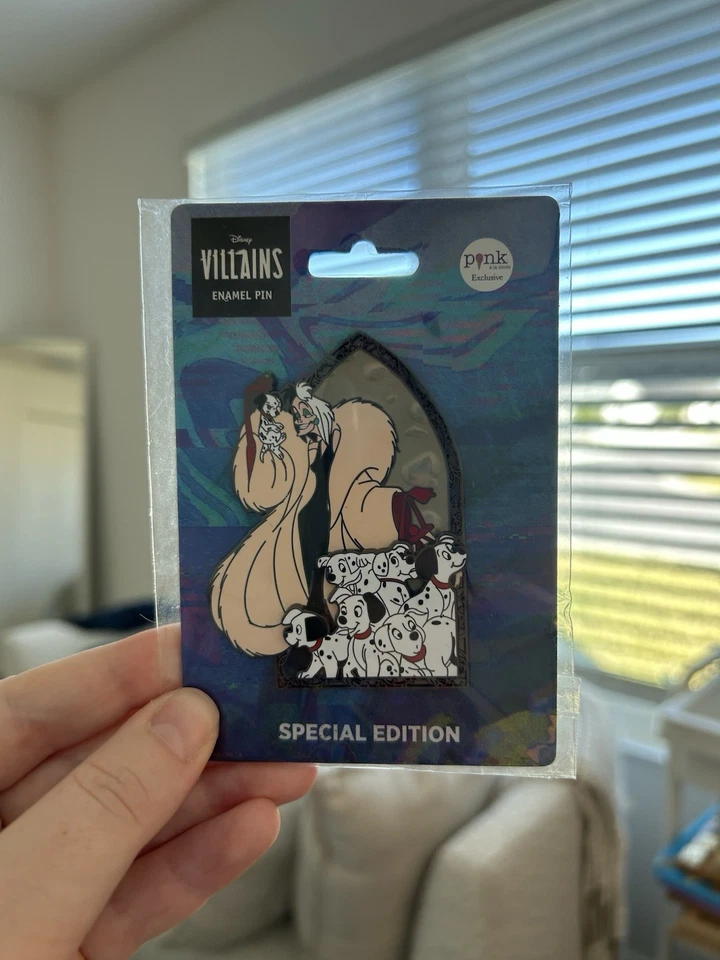 Disney
VILLAINS
ENAMEL PIN
pink
à la mode
Exclusive
SPECIAL EDITION